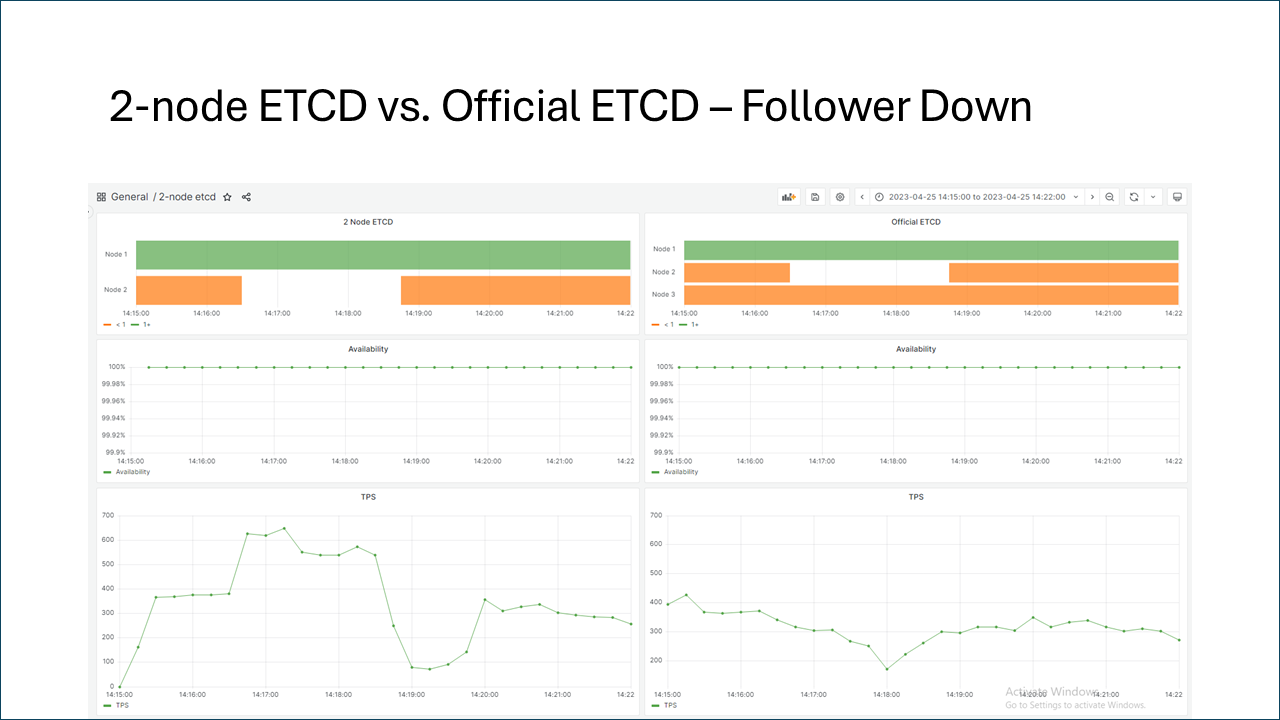 2-node ETCD vs. Official ETCD – Follower Down
General / 2-node etcd
2023-04-25 14:15:00 to 2023-04-25 14:22:00
2 Node ETCD
Node 1
Node 2
14:15:00 14:16:00 14:17:00 14:18:00 14:19:00 14:20:00 14:21:00 14:22
< 1 1+
Official ETCD
Node 1
Node 2
Node 3
14:15:00 14:16:00 14:17:00 14:18:00 14:19:00 14:20:00 14:21:00 14:22
< 1 1+
Availability
100%
99.98%
99.96%
99.94%
99.92%
99.9%
14:15:00 14:16:00 14:17:00 14:18:00 14:19:00 14:20:00 14:21:00 14:22
Availability
Availability
100%
99.98%
99.96%
99.94%
99.92%
99.9%
14:15:00 14:16:00 14:17:00 14:18:00 14:19:00 14:20:00 14:21:00 14:22
Availability
TPS
700
600
500
400
300
200
100
0
14:15:00 14:16:00 14:17:00 14:18:00 14:19:00 14:20:00 14:21:00 14:22
TPS
TPS
700
600
500
400
300
200
14:15:00 14:16:00 14:17:00 14:18:00 14:19:00 14:20:00 14:21:00 14:22
TPS
Activate Windows
Go to Settings to activate Windows.